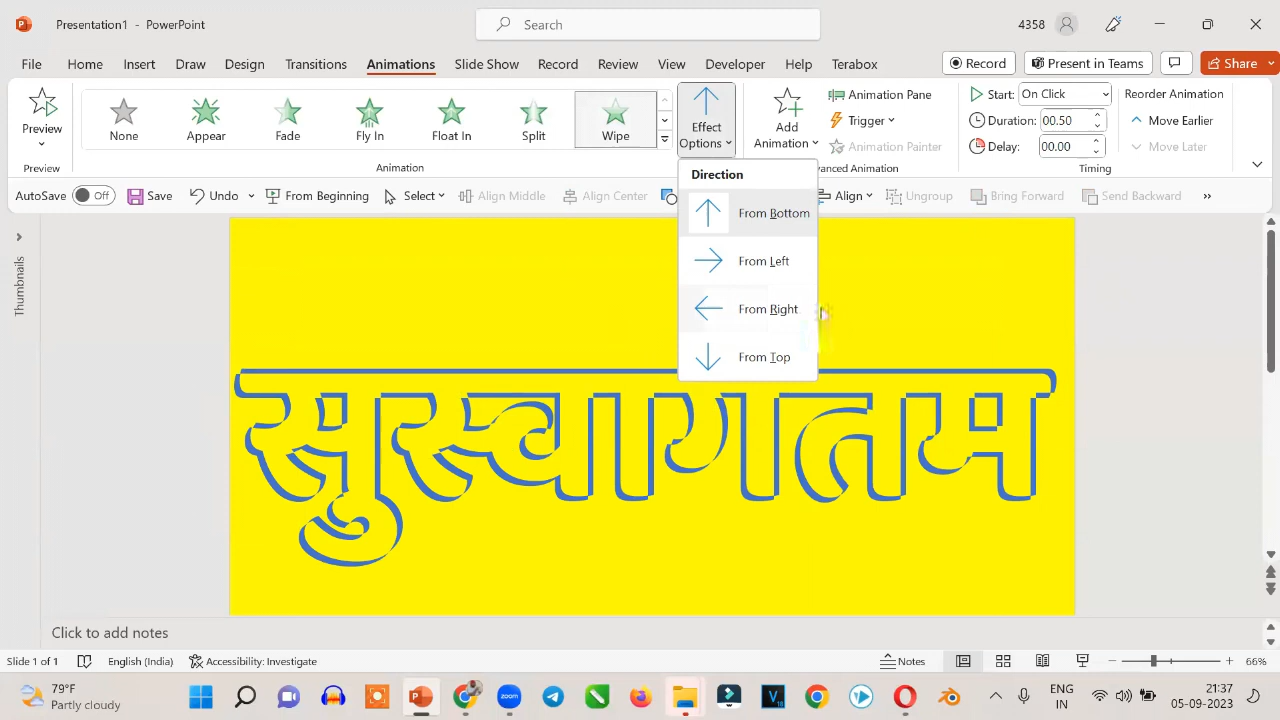 Presentation1 - PowerPoint
Search
4358
File Home Insert Draw Design Transitions Animations Slide Show Record Review View Developer Help Terabox
Record
Present in Teams
Share
Preview
None
Appear
Fade
Fly In
Float In
Split
Wipe
Effect Options
Add Animation
Animation Pane
Trigger
Animation Painter
Start: On Click
Duration: 00.50
Delay: 00.00
Reorder Animation
Move Earlier
Move Later
Preview
Animation
Advanced Animation
Timing
AutoSave Off Save Undo From Beginning Select Align Middle Align Center Align Ungroup Bring Forward Send Backward
Direction
From Bottom
From Left
From Right
From Top
Thumbnails
सुस्वागतम
Click to add notes
Slide 1 of 1 English (India) Accessibility: Investigate Notes 66%
79°F
Partly cloudy
zoom
18
ENG
IN
21:37
05-09-2023